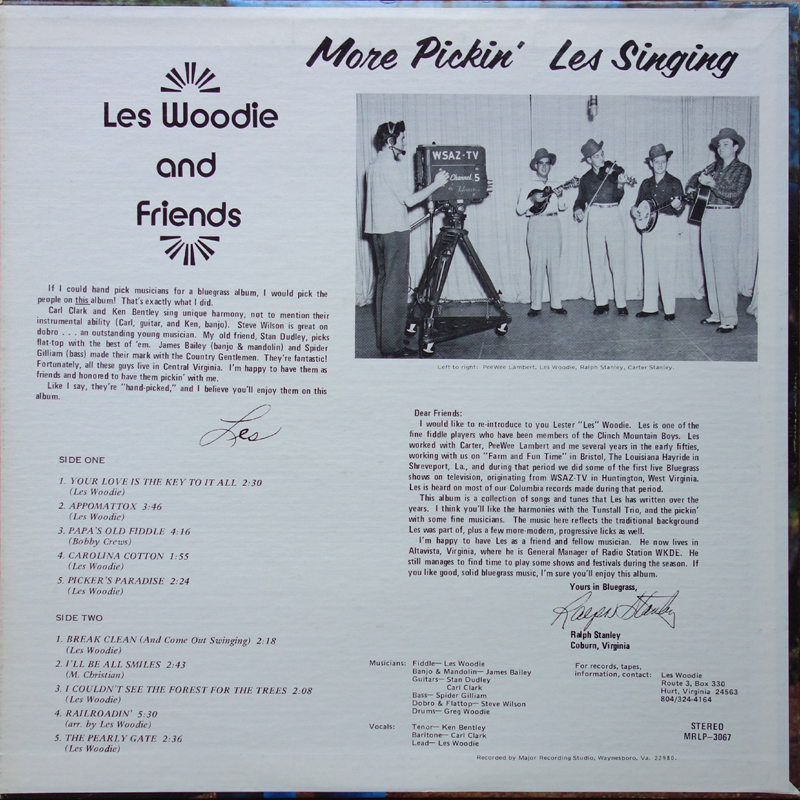 More Pickin' Les Singing
Les Woodie
and
Friends
WSAZ-TV
Channel 5
Left to right: PeeWee Lambert, Les Woodie, Ralph Stanley, Carter Stanley.
If I could hand pick musicians for a bluegrass album, I would pick the
people on this album! That's exactly what I did.
Carl Clark and Ken Bentley sing unique harmony, not to mention their
instrumental ability (Carl, guitar, and Ken, banjo). Steve Wilson is great on
dobro . . . an outstanding young musician. My old friend, Stan Dudley, picks
flat-top with the best of 'em. James Bailey (banjo & mandolin) and Spider
Gilliam (bass) made their mark with the Country Gentlemen. They're fantastic!
Fortunately, all these guys live in Central Virginia. I'm happy to have them as
friends and honored to have them pickin' with me.
Like I say, they're "hand-picked," and I believe you'll enjoy them on this
album.
Les
SIDE ONE
1. YOUR LOVE IS THE KEY TO IT ALL 2:30
(Les Woodie)
2. APPOMATTOX 3:46
(Les Woodie)
3. PAPA'S OLD FIDDLE 4:16
(Bobby Crews)
4. CAROLINA COTTON 1:55
(Les Woodie)
5. PICKER'S PARADISE 2:24
(Les Woodie)
SIDE TWO
1. BREAK CLEAN (And Come Out Swinging) 2:18
(Les Woodie)
2. I'LL BE ALL SMILES 2:43
(M. Christian)
3. I COULDN'T SEE THE FOREST FOR THE TREES 2:08
(Les Woodie)
4. RAILROADIN' 5:30
(arr. by Les Woodie)
5. THE PEARLY GATE 2:36
(Les Woodie)
Dear Friends:
I would like to re-introduce to you Lester "Les" Woodie. Les is one of the
fine fiddle players who have been members of the Clinch Mountain Boys. Les
worked with Carter, PeeWee Lambert and me several years in the early fifties,
working with us on "Farm and Fun Time" in Bristol, The Louisiana Hayride in
Shreveport, La., and during that period we did some of the first live Bluegrass
shows on television, originating from WSAZ-TV in Huntington, West Virginia.
Les is heard on most of our Columbia records made during that period.
This album is a collection of songs and tunes that Les has written over the
years. I think you'll like the harmonies with the Tunstall Trio, and the pickin'
with some fine musicians. The music here reflects the traditional background
Les was part of, plus a few more-modern, progressive licks as well.
I'm happy to have Les as a friend and fellow musician. He now lives in
Altavista, Virginia, where he is General Manager of Radio Station WKDE. He
still manages to find time to play some shows and festivals during the season. If
you like good, solid bluegrass music, I'm sure you'll enjoy this album.
Yours in Bluegrass,
Ralph Stanley
Ralph Stanley
Coburn, Virginia
Musicians: Fiddle— Les Woodie
Banjo & Mandolin— James Bailey
Guitars— Stan Dudley
Carl Clark
Bass— Spider Gilliam
Dobro & Flattop— Steve Wilson
Drums— Greg Woodie
Vocals: Tenor— Ken Bentley
Baritone— Carl Clark
Lead— Les Woodie
For records, tapes,
information, contact: Les Woodie
Route 3, Box 330
Hurt, Virginia 24563
804/324-4164
STEREO
MRLP-3067
Recorded by Major Recording Studio, Waynesboro, Va. 22980.